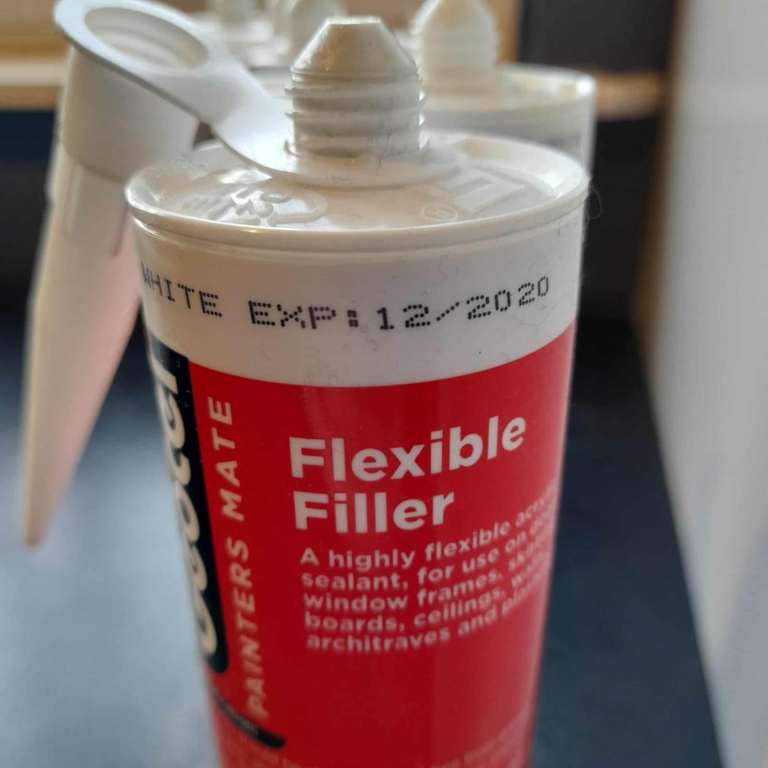 WHITE EXP:12/2020
PAINTERS MATE
Flexible
Filler
A highly flexible
sealant, for use on
window frames,
boards, ceilings,
architraves and